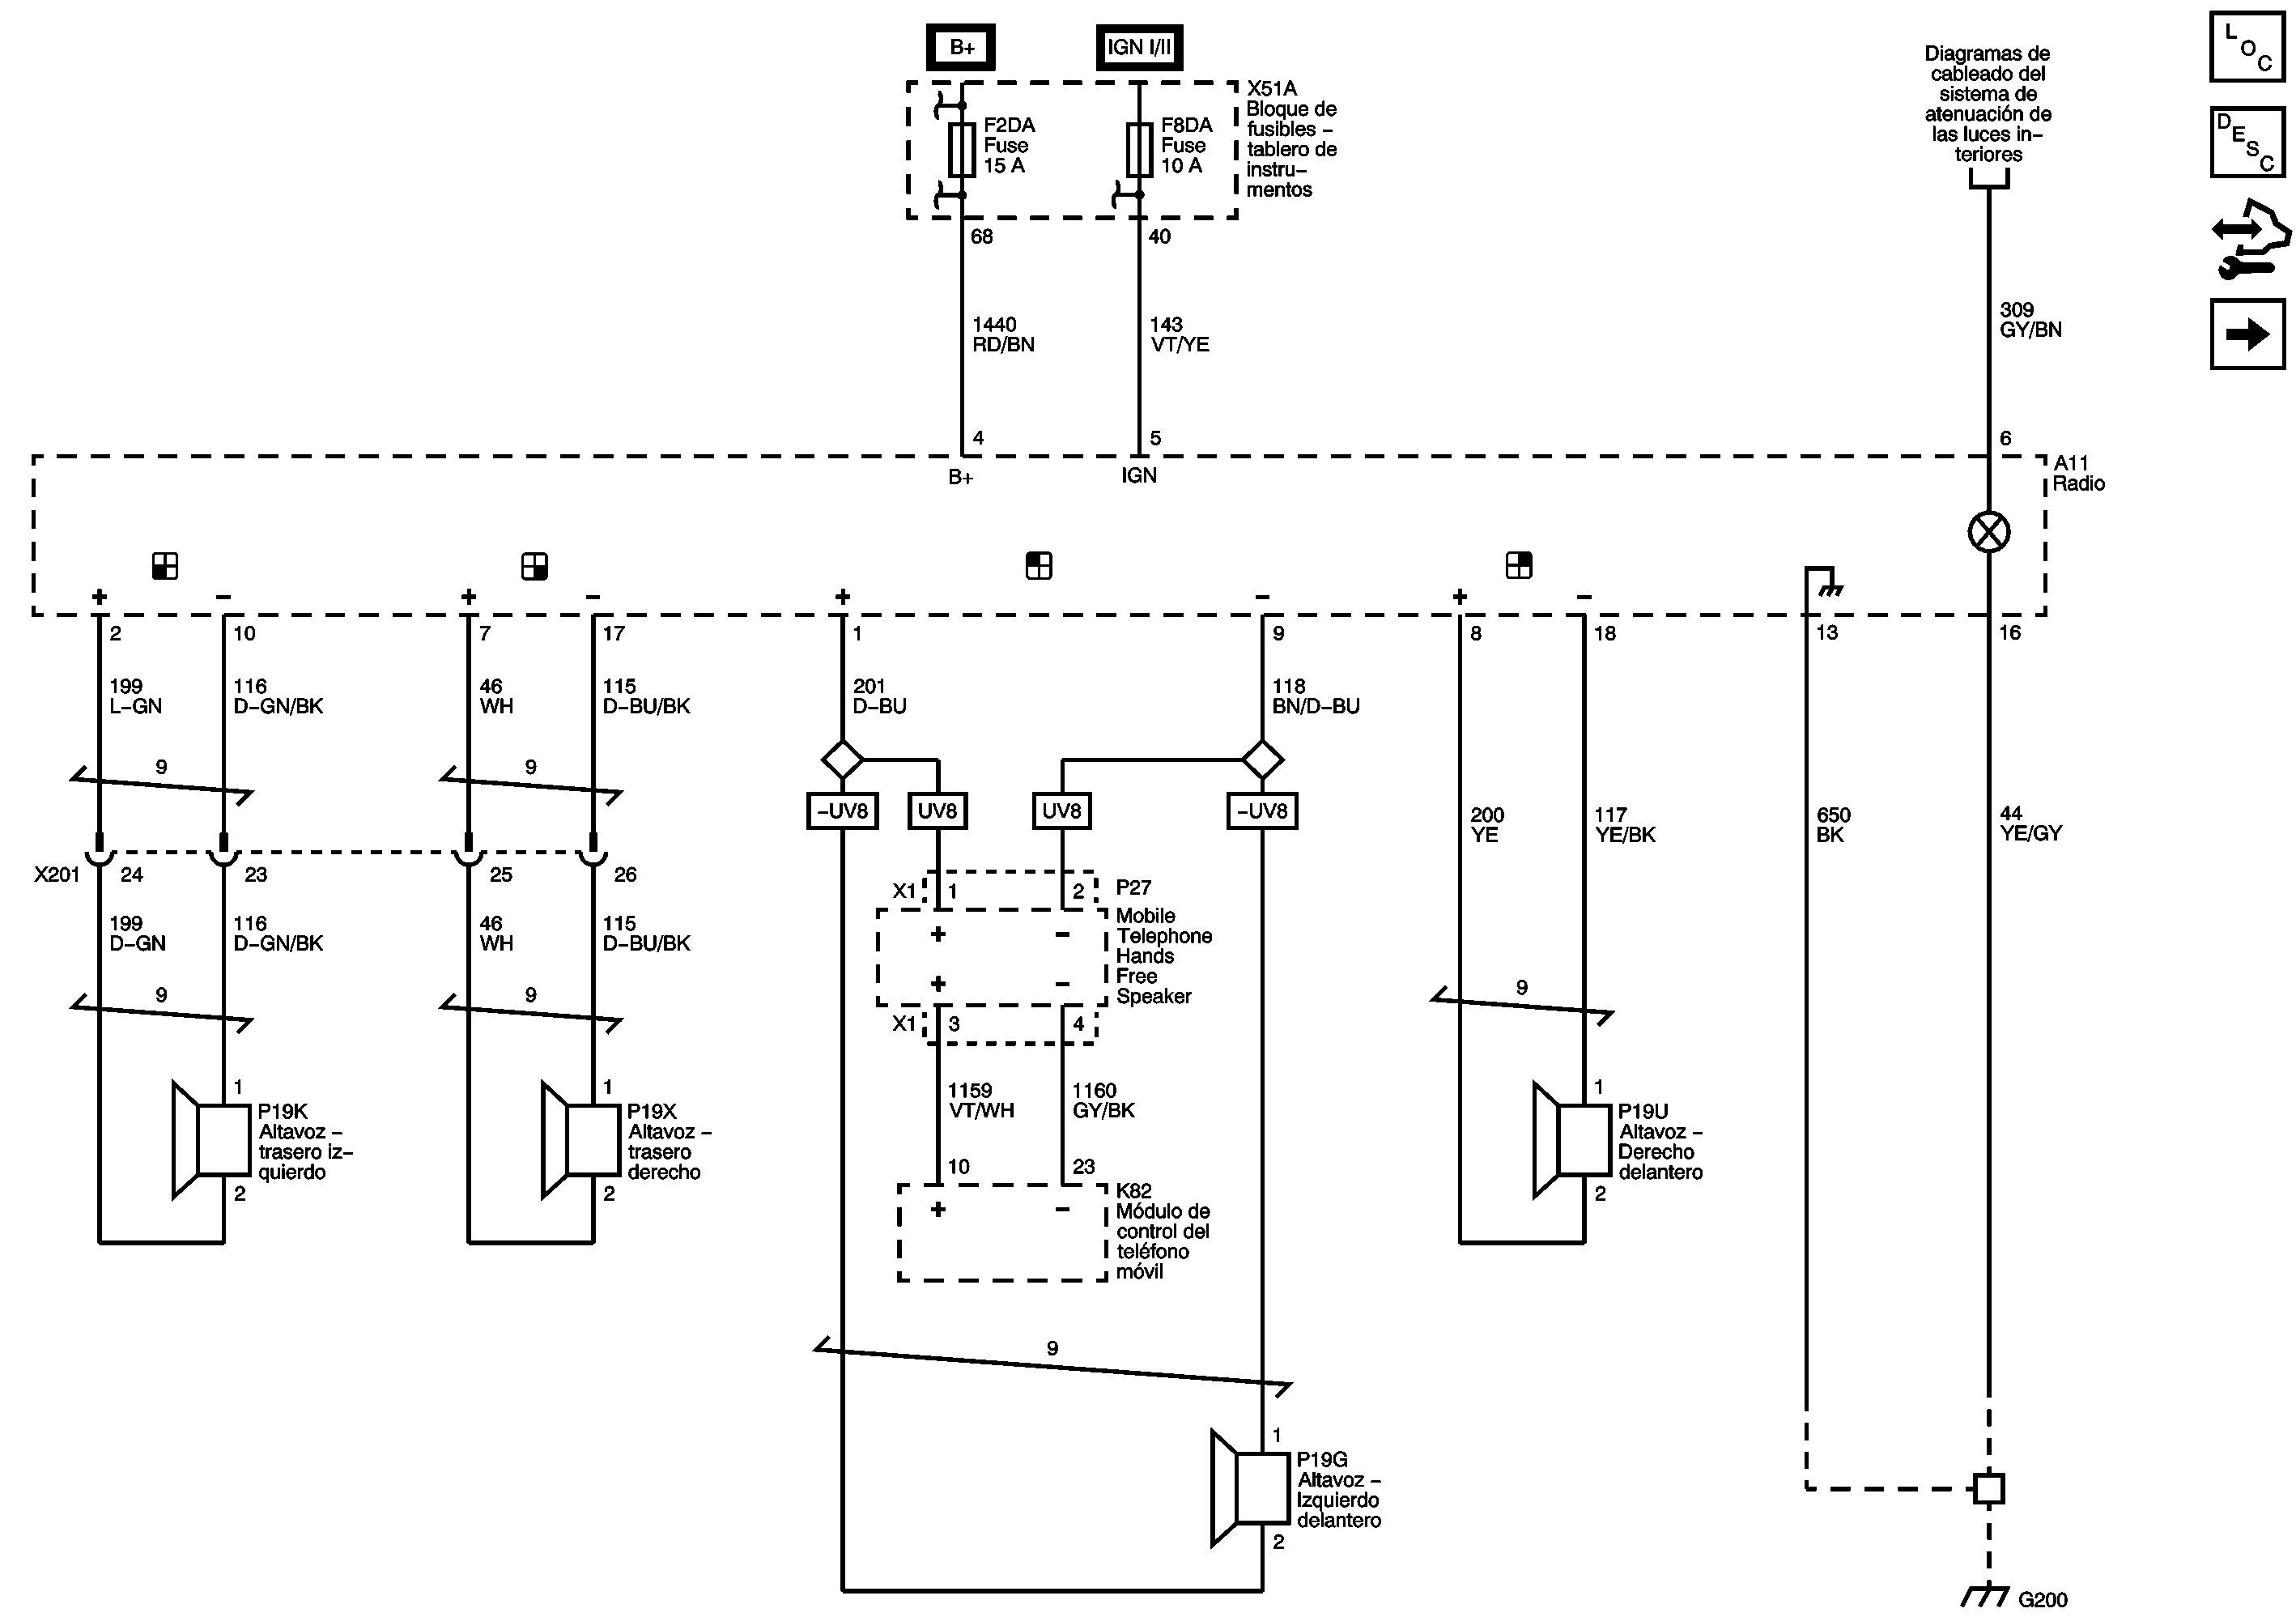 B+
IGN I/II
X51A
Bloque de
fusibles –
tablero de
instru–
mentos
F2DA
Fuse
15 A
F8DA
Fuse
10 A
68
40
Diagramas de
cableado del
sistema de
atenuación de
las luces in–
teriores
L O C
D E S C
1440
RD/BN
143
VT/YE
309
GY/BN
4
5
6
B+
IGN
A11
Radio
+
–
+
–
+
–
+
–
2
10
7
17
1
9
8
18
13
16
199
L–GN
116
D–GN/BK
46
WH
115
D–BU/BK
201
D–BU
118
BN/D–BU
9
9
–UV8
UV8
UV8
–UV8
200
YE
117
YE/BK
650
BK
44
YE/GY
X201
24
23
25
26
X1
1
2
P27
Mobile
Telephone
Hands
Free
Speaker
+
–
+
–
X1
3
4
199
D–GN
116
D–GN/BK
46
WH
115
D–BU/BK
9
9
9
1159
VT/WH
1160
GY/BK
1
P19K
Altavoz –
trasero iz–
quierdo
2
1
P19X
Altavoz –
trasero
derecho
2
10
23
+
–
K82
Módulo de
control del
teléfono
móvil
1
P19U
Altavoz –
Derecho
delantero
2
9
1
P19G
Altavoz –
Izquierdo
delantero
2
G200